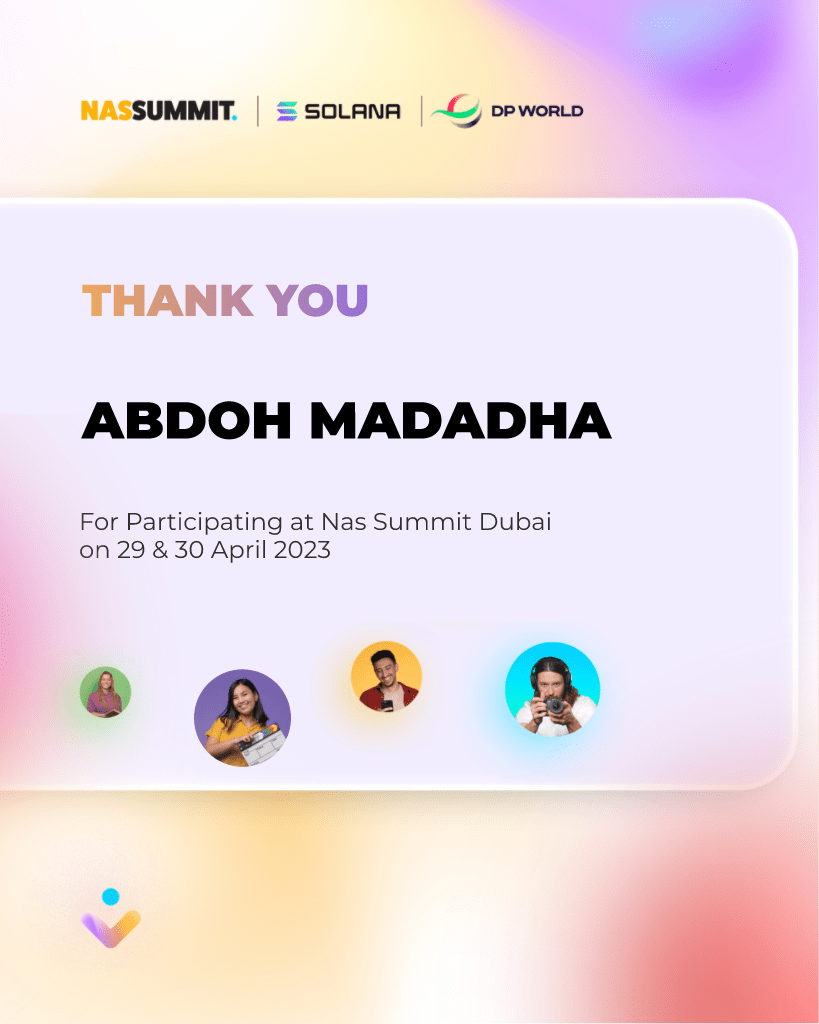 NASSUMMIT. | SOLANA | DP WORLD
THANK YOU
ABDOH MADADHA
For Participating at Nas Summit Dubai
on 29 & 30 April 2023